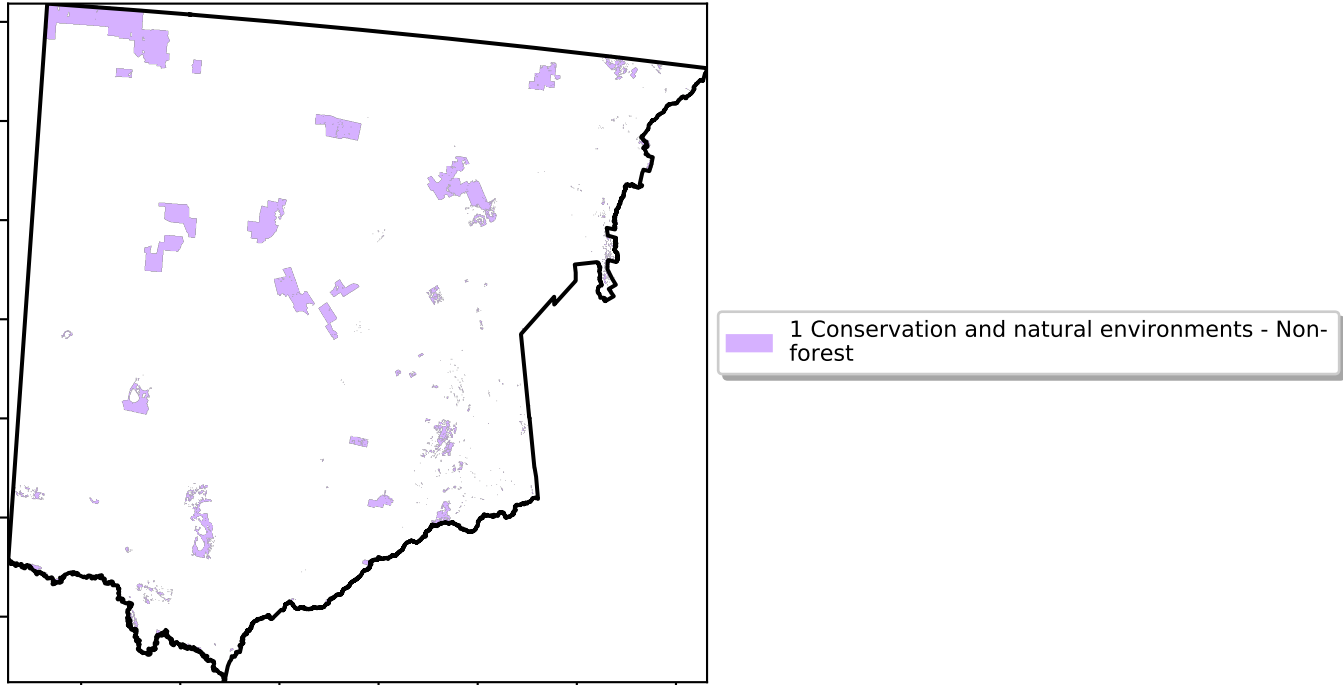 1 Conservation and natural environments - Non-
forest